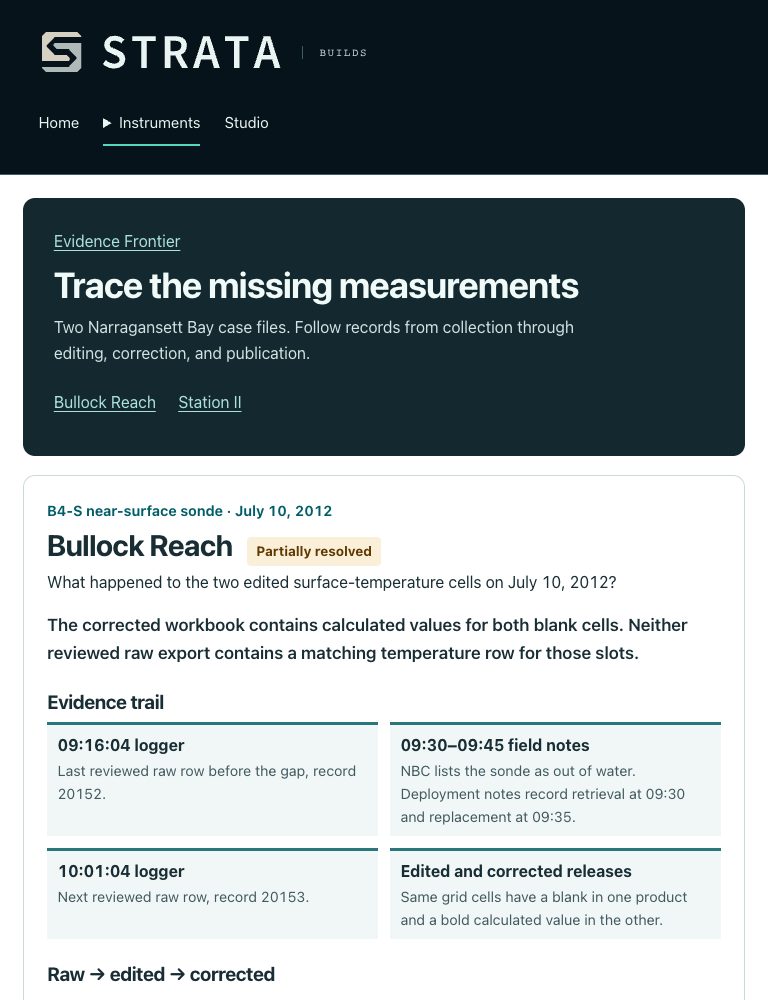 STRATA
BUILDS
Home
Instruments
Studio
Evidence Frontier
Trace the missing measurements
Two Narragansett Bay case files. Follow records from collection through
editing, correction, and publication.
Bullock Reach
Station II
B4-S near-surface sonde · July 10, 2012
Bullock Reach
Partially resolved
What happened to the two edited surface-temperature cells on July 10, 2012?
The corrected workbook contains calculated values for both blank cells. Neither
reviewed raw export contains a matching temperature row for those slots.
Evidence trail
09:16:04 logger
Last reviewed raw row before the gap, record
20152.
09:30–09:45 field notes
NBC lists the sonde as out of water.
Deployment notes record retrieval at 09:30
and replacement at 09:35.
10:01:04 logger
Next reviewed raw row, record 20153.
Edited and corrected releases
Same grid cells have a blank in one product
and a bold calculated value in the other.
Raw → edited → corrected